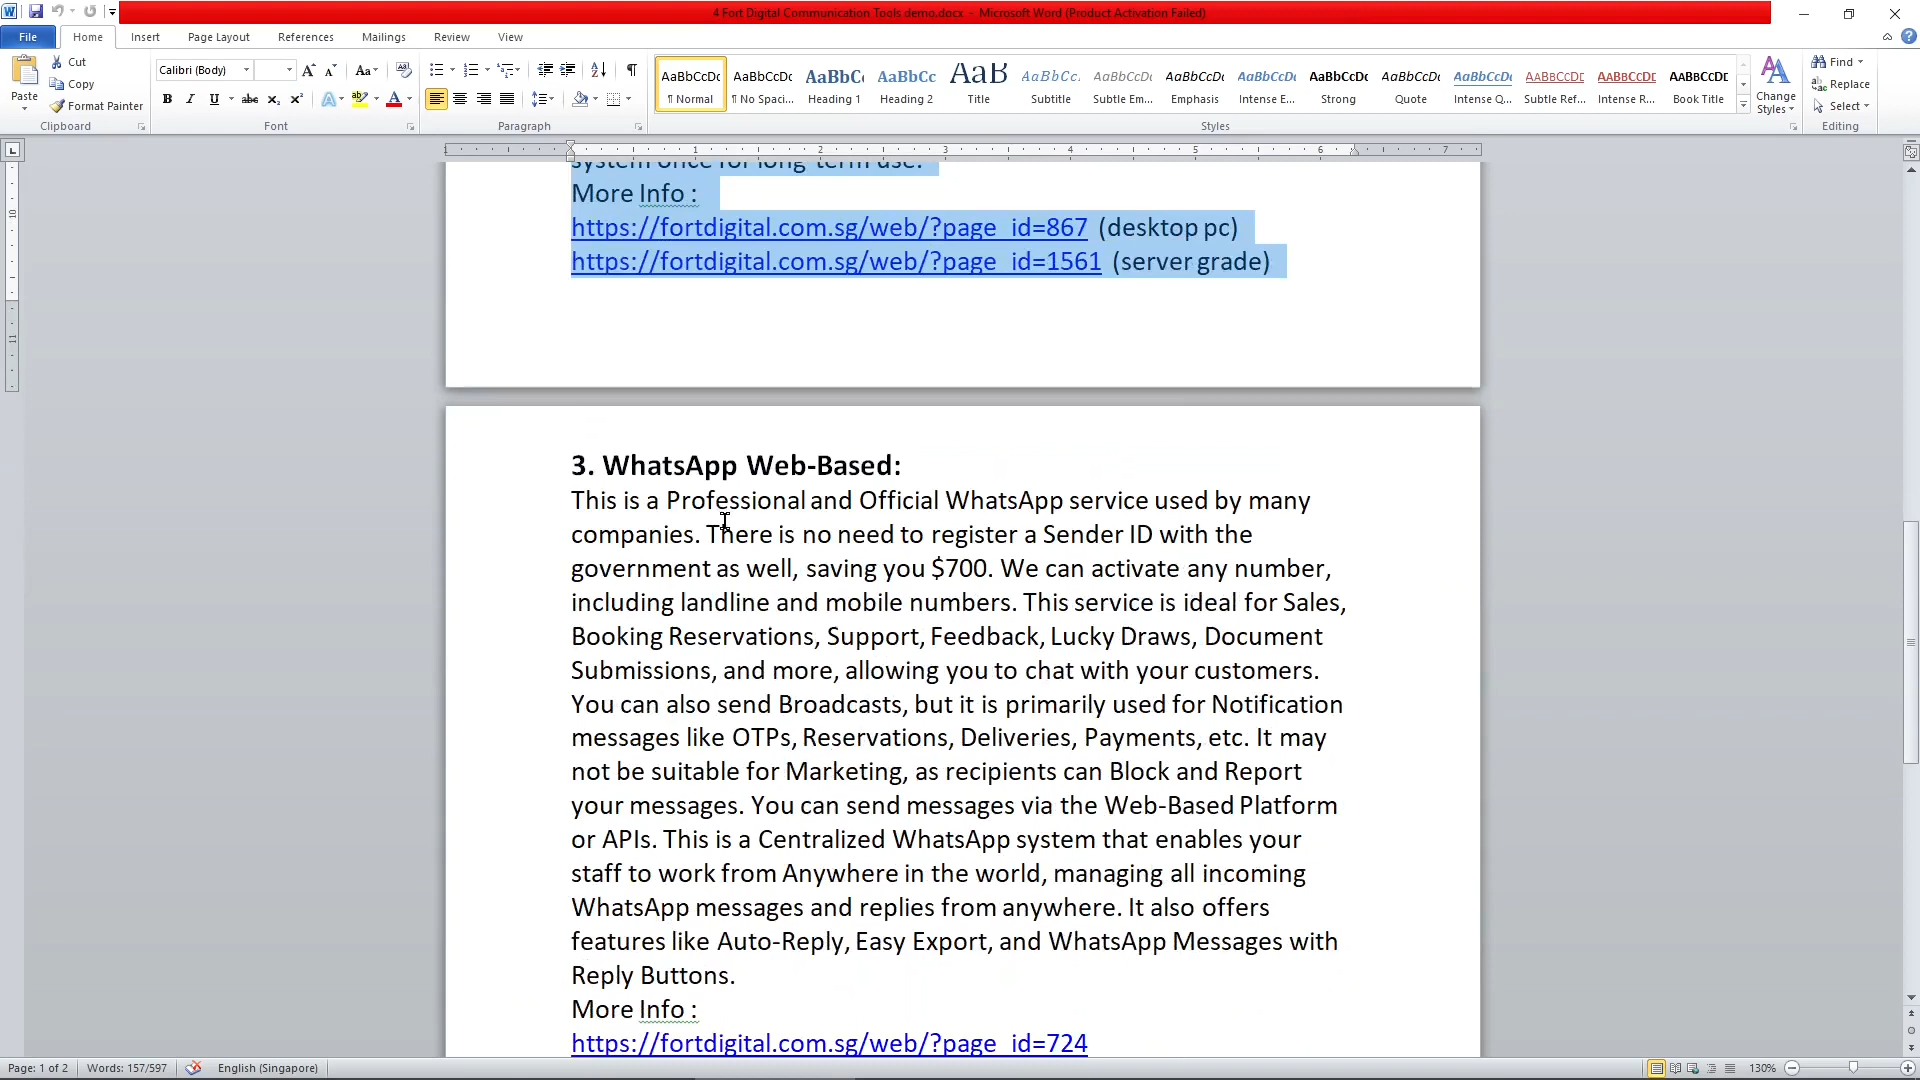 4 Fort Digital Communication Tools demo.docx - Microsoft Word (Product Activation Failed)
File Home Insert Page Layout References Mailings Review View
Paste
Cut
Copy
Format Painter
Clipboard
Calibri (Body)
Font
Paragraph
AaBbCcDc ¶ Normal
AaBbCcDc ¶ No Spaci...
AaBbC Heading 1
AaBbCc Heading 2
AaB Title
AaBbCc. Subtitle
AaBbCcDc Subtle Em...
AaBbCcDc Emphasis
AaBbCcDc Intense E...
AaBbCcDc Strong
AaBbCcDc Quote
AaBbCcDc Intense Q...
AABBCCDE Subtle Ref...
AABBCCDE Intense R...
AABBCCDE Book Title
Styles
Change Styles
Find
Replace
Select
Editing
system once for long-term use.
More Info :
https://fortdigital.com.sg/web/?page_id=867 (desktop pc)
https://fortdigital.com.sg/web/?page_id=1561 (server grade)
3. WhatsApp Web-Based:
This is a Professional and Official WhatsApp service used by many
companies. There is no need to register a Sender ID with the
government as well, saving you $700. We can activate any number,
including landline and mobile numbers. This service is ideal for Sales,
Booking Reservations, Support, Feedback, Lucky Draws, Document
Submissions, and more, allowing you to chat with your customers.
You can also send Broadcasts, but it is primarily used for Notification
messages like OTPs, Reservations, Deliveries, Payments, etc. It may
not be suitable for Marketing, as recipients can Block and Report
your messages. You can send messages via the Web-Based Platform
or APIs. This is a Centralized WhatsApp system that enables your
staff to work from Anywhere in the world, managing all incoming
WhatsApp messages and replies from anywhere. It also offers
features like Auto-Reply, Easy Export, and WhatsApp Messages with
Reply Buttons.
More Info :
https://fortdigital.com.sg/web/?page_id=724
Page: 1 of 2 Words: 157/597 English (Singapore) 130%